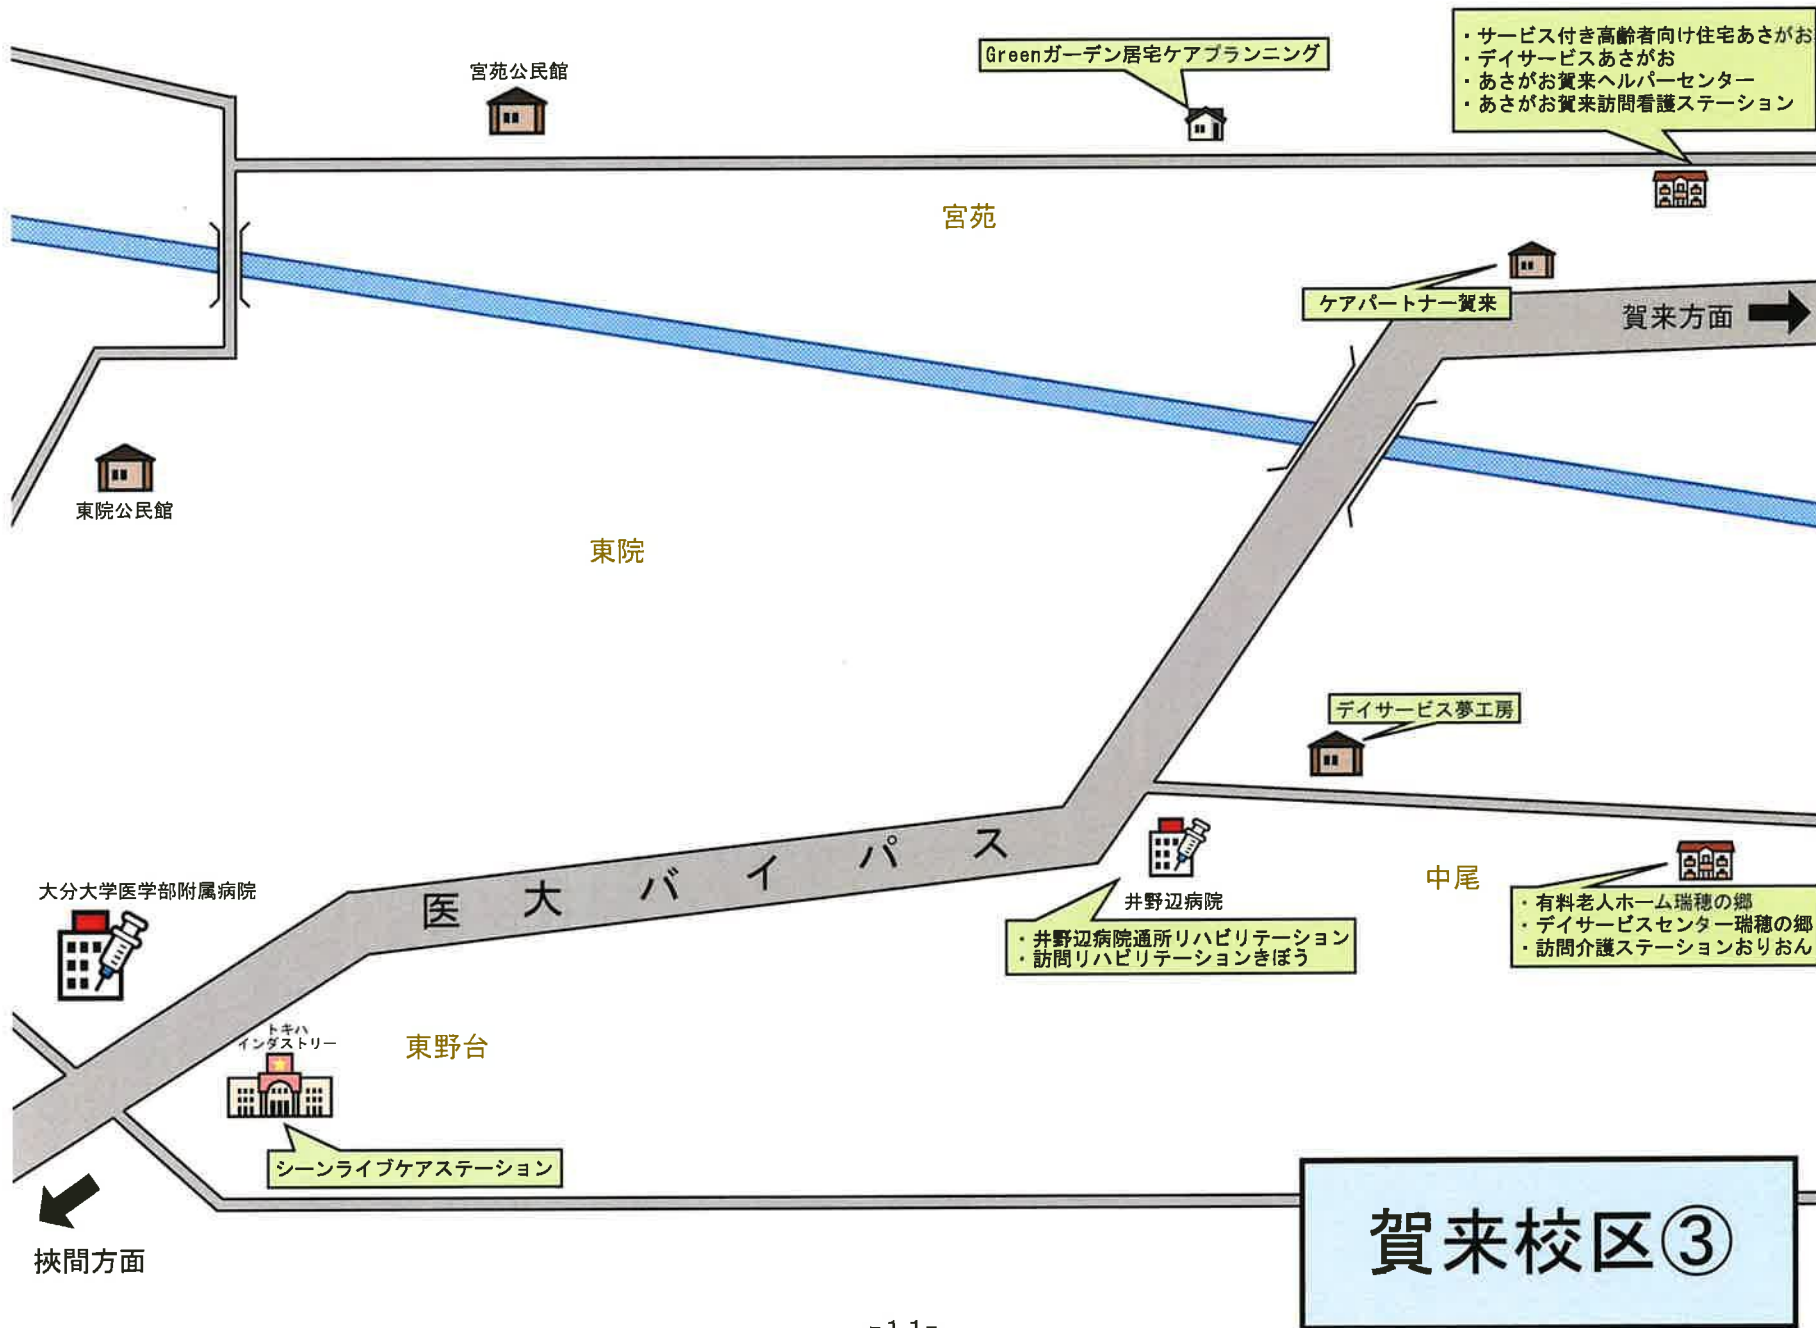 宮苑公民館
Greenガーデン居宅ケアプランニング
・サービス付き高齢者向け住宅あさがお
・デイサービスあさがお
・あさがお賀来ヘルパーセンター
・あさがお賀来訪問看護ステーション
宮苑
ケアパートナー賀来
賀来方面
東院公民館
東院
デイサービス夢工房
医大バイパス
大分大学医学部附属病院
井野辺病院
・井野辺病院通所リハビリテーション
・訪問リハビリテーションきぼう
中尾
・有料老人ホーム瑞穂の郷
・デイサービスセンター瑞穂の郷
・訪問介護ステーションおりおん
トキハ
インダストリー
東野台
シーンライブケアステーション
挾間方面
賀来校区③
-11-